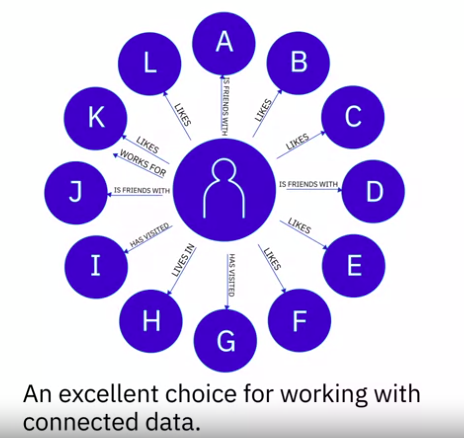 A
IS FRIENDS WITH
B
LIKES
C
LIKES
D
IS FRIENDS WITH
E
LIKES
F
LIKES
G
HAS VISITED
H
LIVES IN
I
HAS VISITED
J
IS FRIENDS WITH
K
LIKES
WORKS FOR
L
LIKES
An excellent choice for working with
connected data.